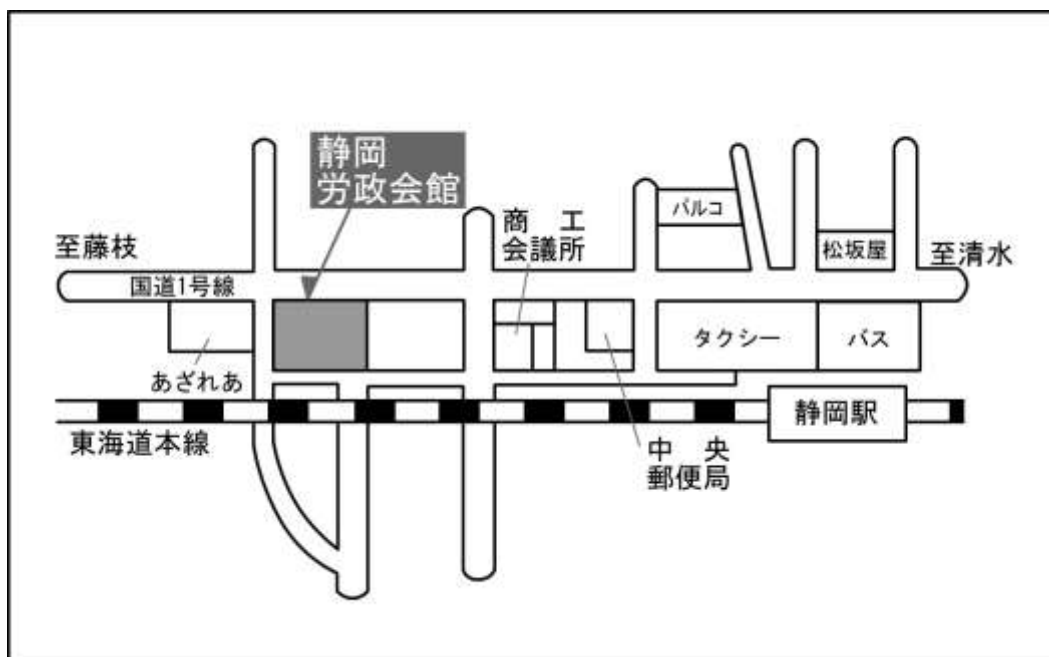 静岡
労政会館
商　工
会議所
パルコ
松坂屋
至藤枝
至清水
国道1号線
タクシー
バス
あざれあ
静岡駅
東海道本線
中　央
郵便局